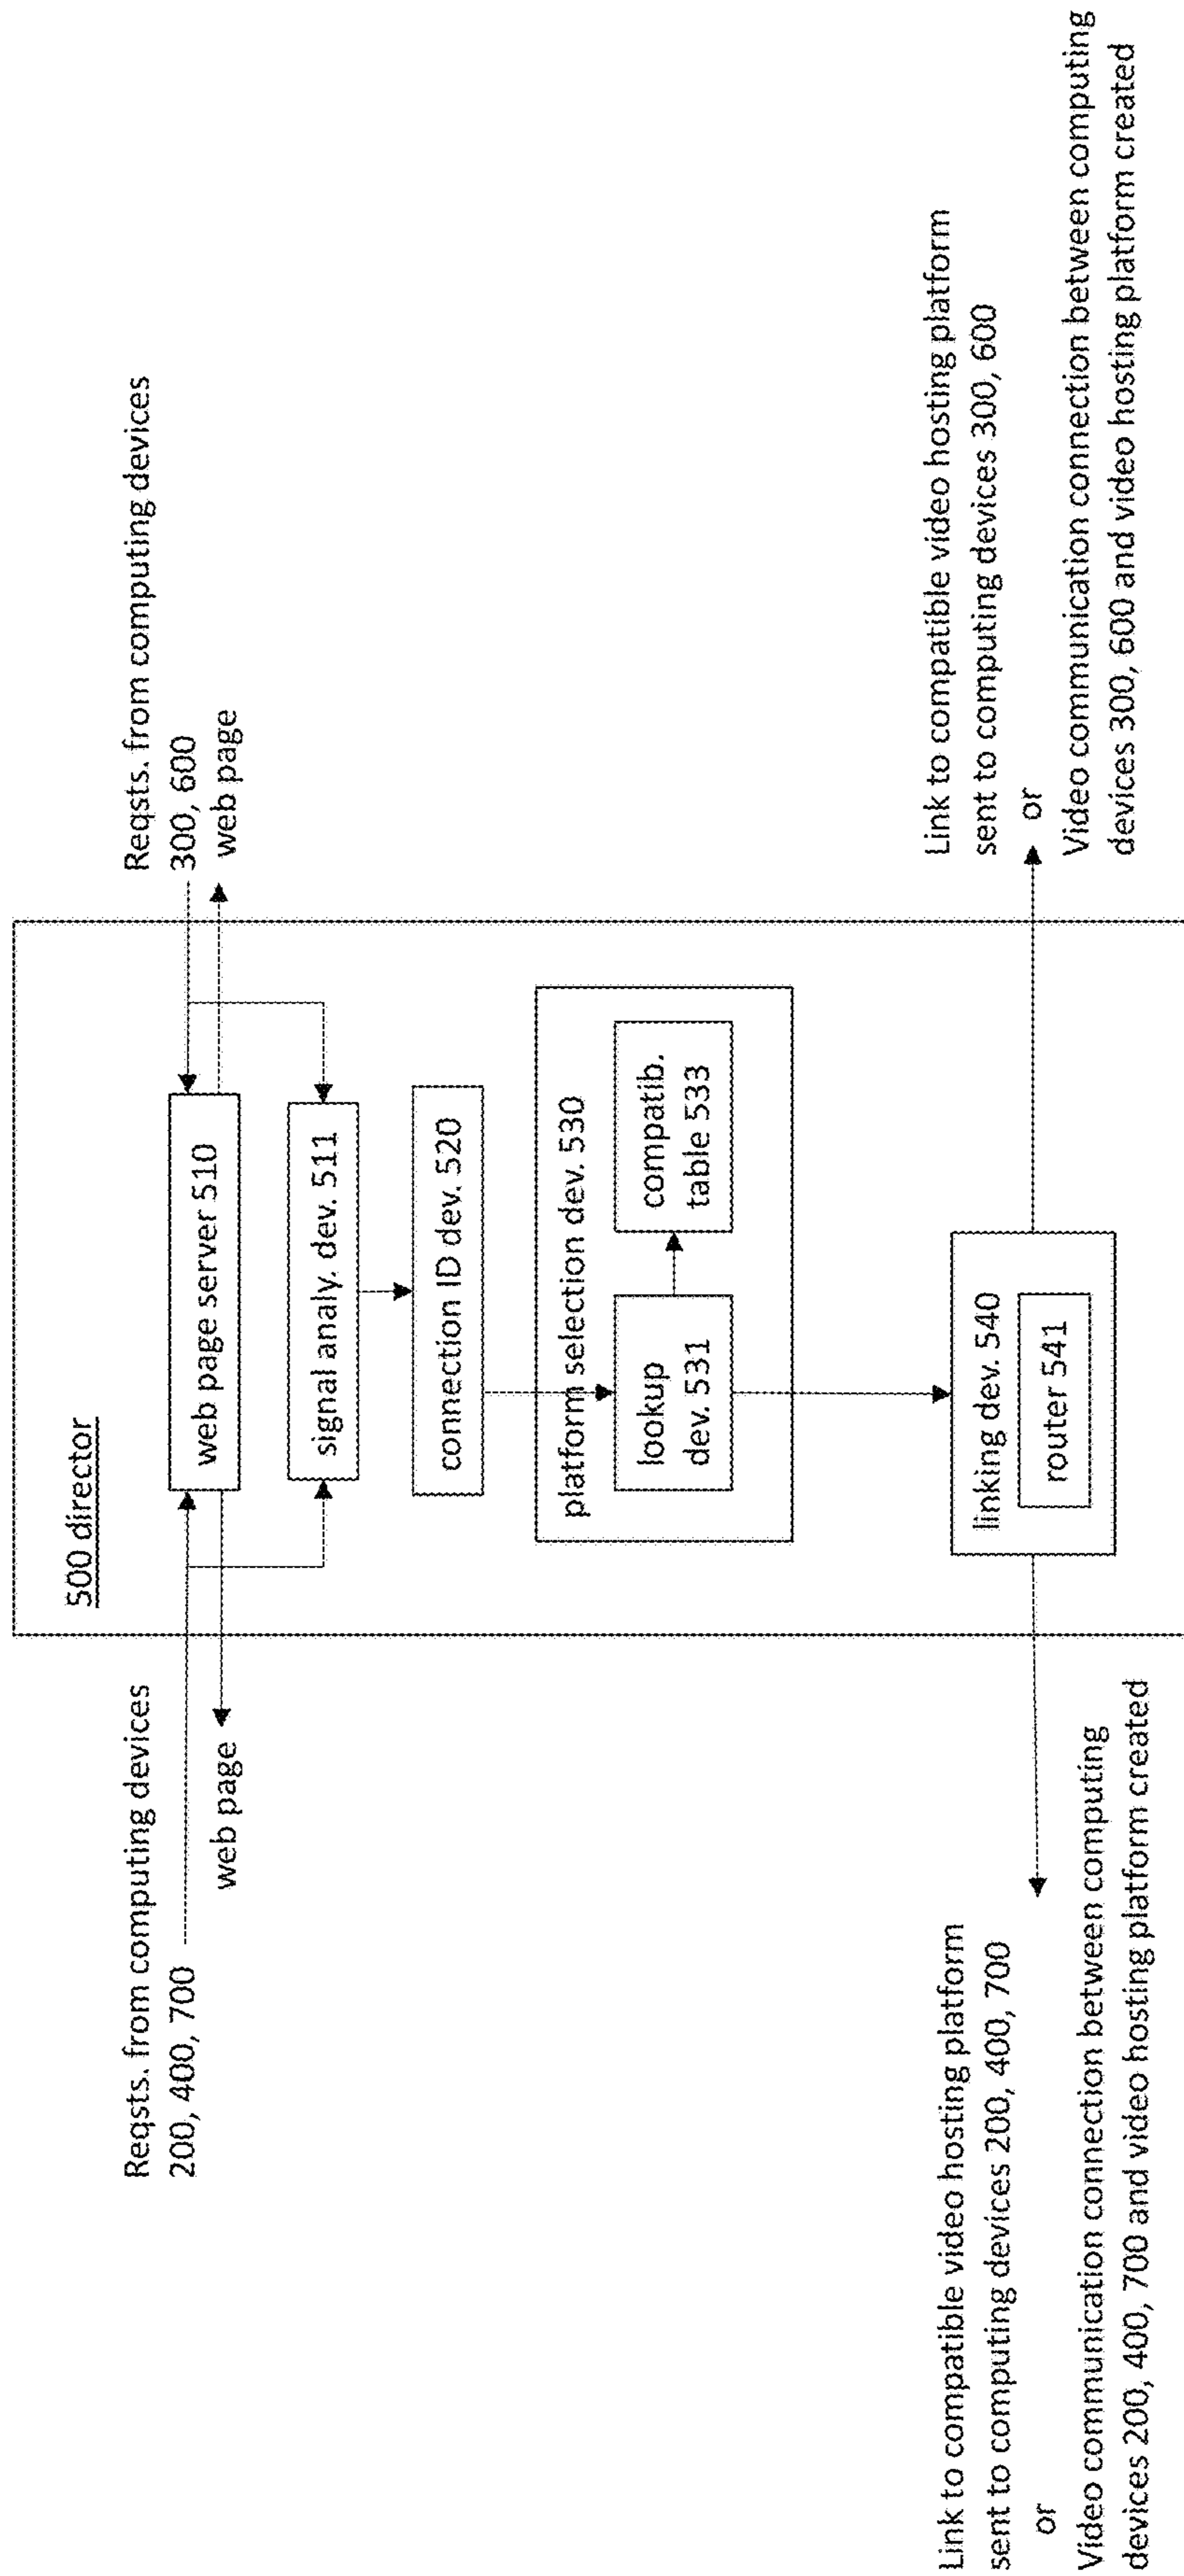 500 director
Reqsts. from computing devices
200, 400, 700
web page
Reqsts. from computing devices
300, 600
web page
web page server 510
signal analy. dev. 511
connection ID dev. 520
platform selection dev. 530
lookup
dev. 531
compatib.
table 533
linking dev. 540
router 541
Link to compatible video hosting platform
sent to computing devices 200, 400, 700
or
Video communication connection between computing
devices 200, 400, 700 and video hosting platform created
Link to compatible video hosting platform
sent to computing devices 300, 600
or
Video communication connection between computing
devices 300, 600 and video hosting platform created